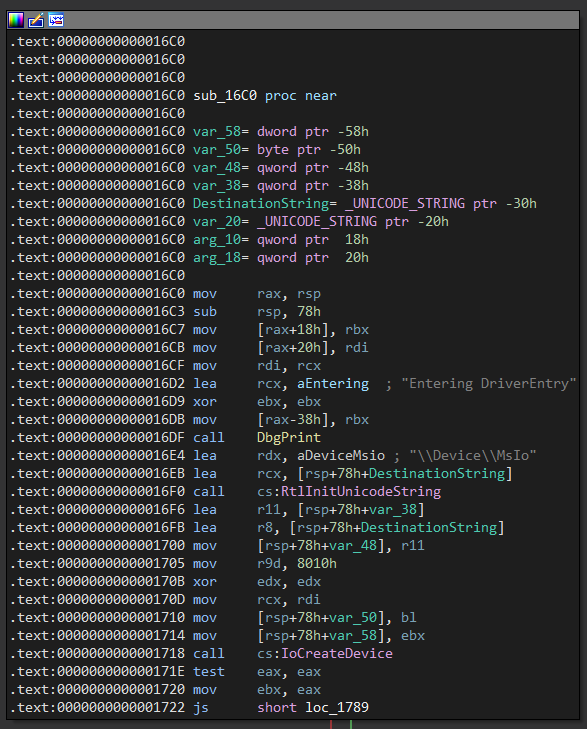 .text:00000000000016C0
.text:00000000000016C0
.text:00000000000016C0
.text:00000000000016C0 sub_16C0 proc near
.text:00000000000016C0
.text:00000000000016C0 var_58= dword ptr -58h
.text:00000000000016C0 var_50= byte ptr -50h
.text:00000000000016C0 var_48= qword ptr -48h
.text:00000000000016C0 var_38= qword ptr -38h
.text:00000000000016C0 DestinationString= _UNICODE_STRING ptr -30h
.text:00000000000016C0 var_20= _UNICODE_STRING ptr -20h
.text:00000000000016C0 arg_10= qword ptr  18h
.text:00000000000016C0 arg_18= qword ptr  20h
.text:00000000000016C0
.text:00000000000016C0 mov     rax, rsp
.text:00000000000016C3 sub     rsp, 78h
.text:00000000000016C7 mov     [rax+18h], rbx
.text:00000000000016CB mov     [rax+20h], rdi
.text:00000000000016CF mov     rdi, rcx
.text:00000000000016D2 lea     rcx, aEntering  ; "Entering DriverEntry"
.text:00000000000016D9 xor     ebx, ebx
.text:00000000000016DB mov     [rax-38h], rbx
.text:00000000000016DF call    DbgPrint
.text:00000000000016E4 lea     rdx, aDeviceMsio ; "\\Device\\MsIo"
.text:00000000000016EB lea     rcx, [rsp+78h+DestinationString]
.text:00000000000016F0 call    cs:RtlInitUnicodeString
.text:00000000000016F6 lea     r11, [rsp+78h+var_38]
.text:00000000000016FB lea     r8, [rsp+78h+DestinationString]
.text:0000000000001700 mov     [rsp+78h+var_48], r11
.text:0000000000001705 mov     r9d, 8010h
.text:000000000000170B xor     edx, edx
.text:000000000000170D mov     rcx, rdi
.text:0000000000001710 mov     [rsp+78h+var_50], bl
.text:0000000000001714 mov     [rsp+78h+var_58], ebx
.text:0000000000001718 call    cs:IoCreateDevice
.text:000000000000171E test    eax, eax
.text:0000000000001720 mov     ebx, eax
.text:0000000000001722 js      short loc_1789